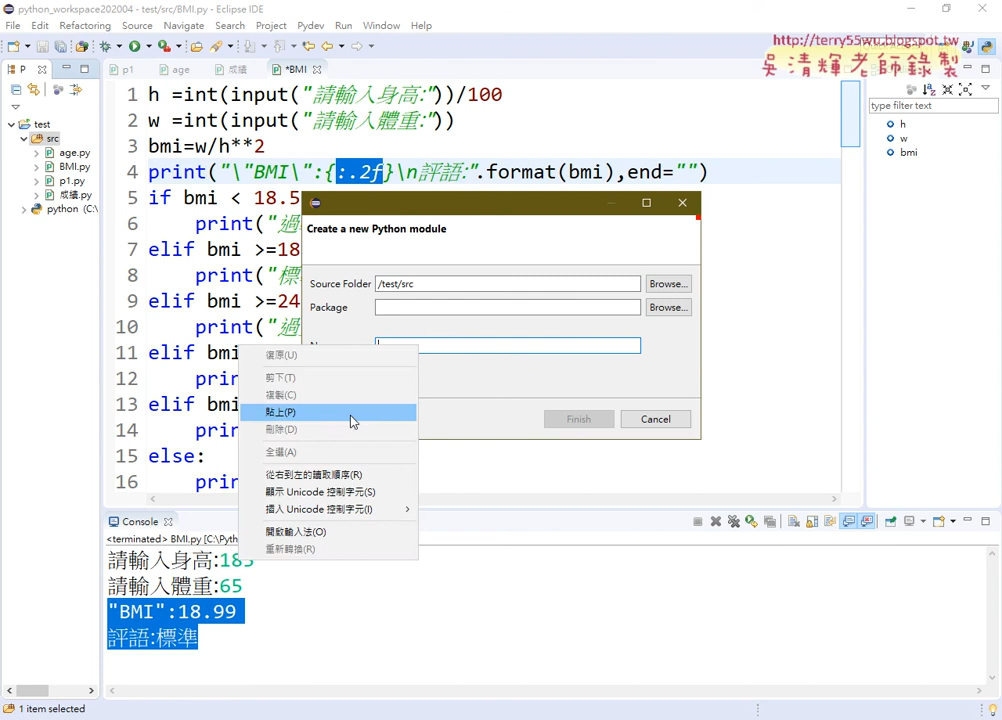 python_workspace202004 - test/src/BMI.py - Eclipse IDE
File Edit Refactoring Source Navigate Search Project Pydev Run Window Help
http://terry55wu.blogspot.tw
吳清輝老師錄製
P
p1
age
成績
*BMI
type filter text
h
w
bmi
test
src
age.py
BMI.py
p1.py
成績.py
python (C:\
1 h =int(input("請輸入身高:"))/100
2 w =int(input("請輸入體重:"))
3 bmi=w/h**2
4 print("\"BMI\":{:.2f}\n評語:".format(bmi),end="")
5 if bmi < 18.5
6 print("過
7 elif bmi >=18
8 print("標
9 elif bmi >=24
10 print("過
11 elif bmi
12 prin
13 elif bmi
14 prin
15 else:
16 prin
Create a new Python module
Source Folder /test/src Browse...
Package Browse...
Finish Cancel
復原(U)
剪下(T)
複製(C)
貼上(P)
刪除(D)
全選(A)
從右到左的讀取順序(R)
顯示 Unicode 控制字元(S)
插入 Unicode 控制字元(I)
開啟輸入法(O)
重新轉換(R)
Console
<terminated> BMI.py [C:\Pyth
請輸入身高:185
請輸入體重:65
"BMI":18.99
評語:標準
1 item selected